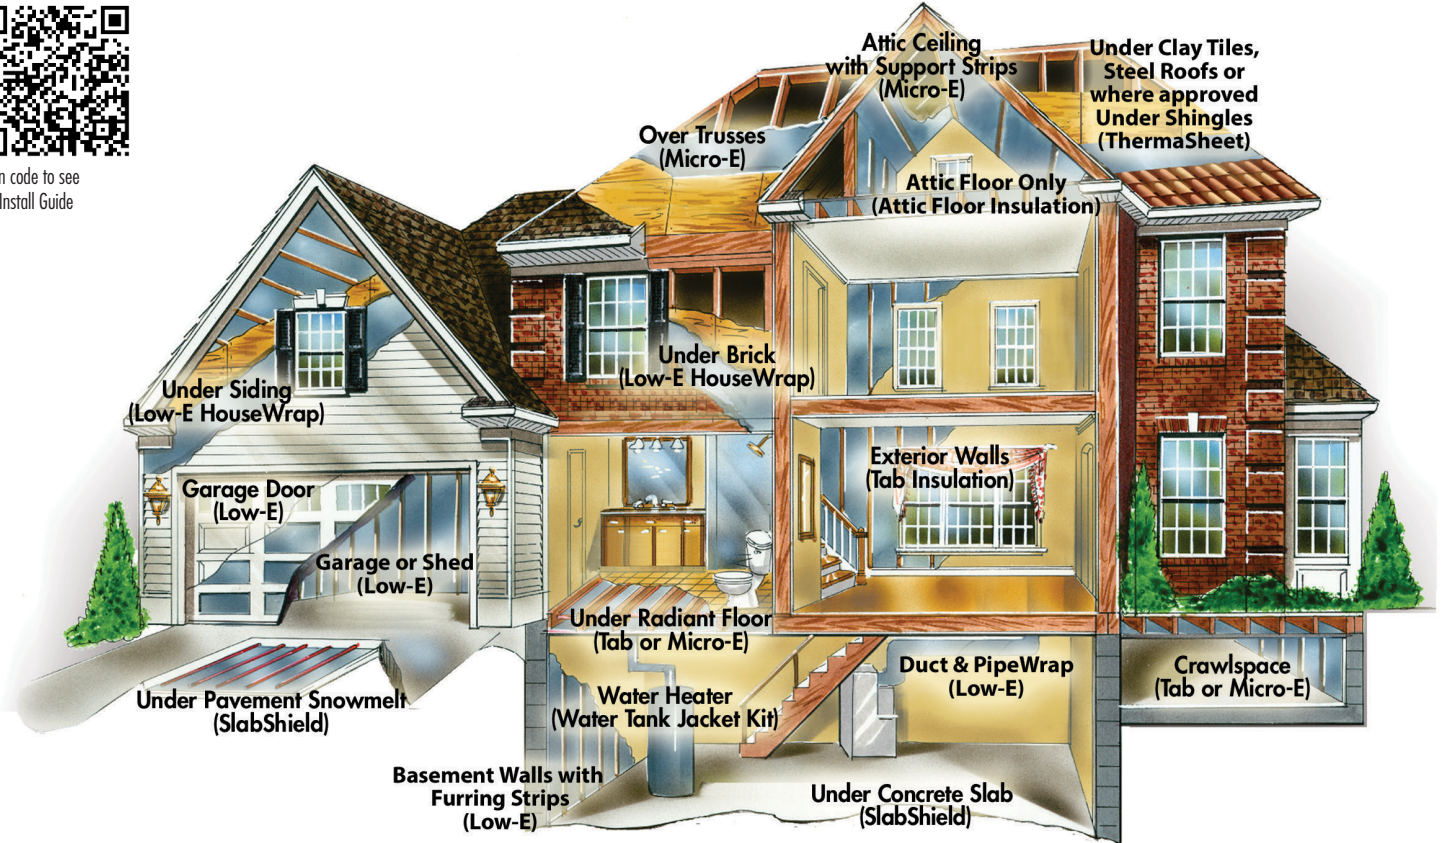 n code to see
Install Guide
Attic Ceiling
with Support Strips
(Micro-E)
Under Clay Tiles,
Steel Roofs or
where approved
Under Shingles
(ThermaSheet)
Over Trusses
(Micro-E)
Attic Floor Only
(Attic Floor Insulation)
Under Brick
(Low-E HouseWrap)
Under Siding
(Low-E HouseWrap)
Exterior Walls
(Tab Insulation)
Garage Door
(Low-E)
Garage or Shed
(Low-E)
Under Radiant Floor
(Tab or Micro-E)
Duct & PipeWrap
(Low-E)
Crawlspace
(Tab or Micro-E)
Under Pavement Snowmelt
(SlabShield)
Water Heater
(Water Tank Jacket Kit)
Basement Walls with
Furring Strips
(Low-E)
Under Concrete Slab
(SlabShield)